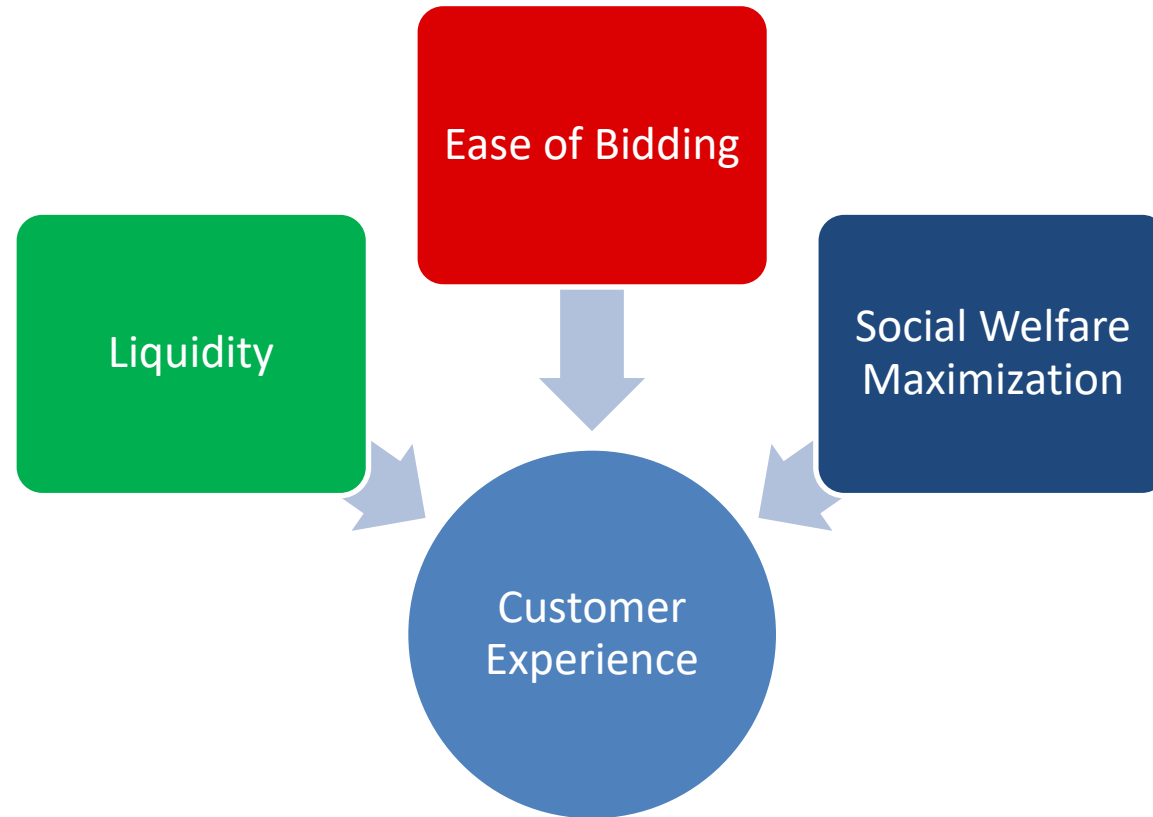 Ease of Bidding
Liquidity
Social Welfare
Maximization
Customer
Experience